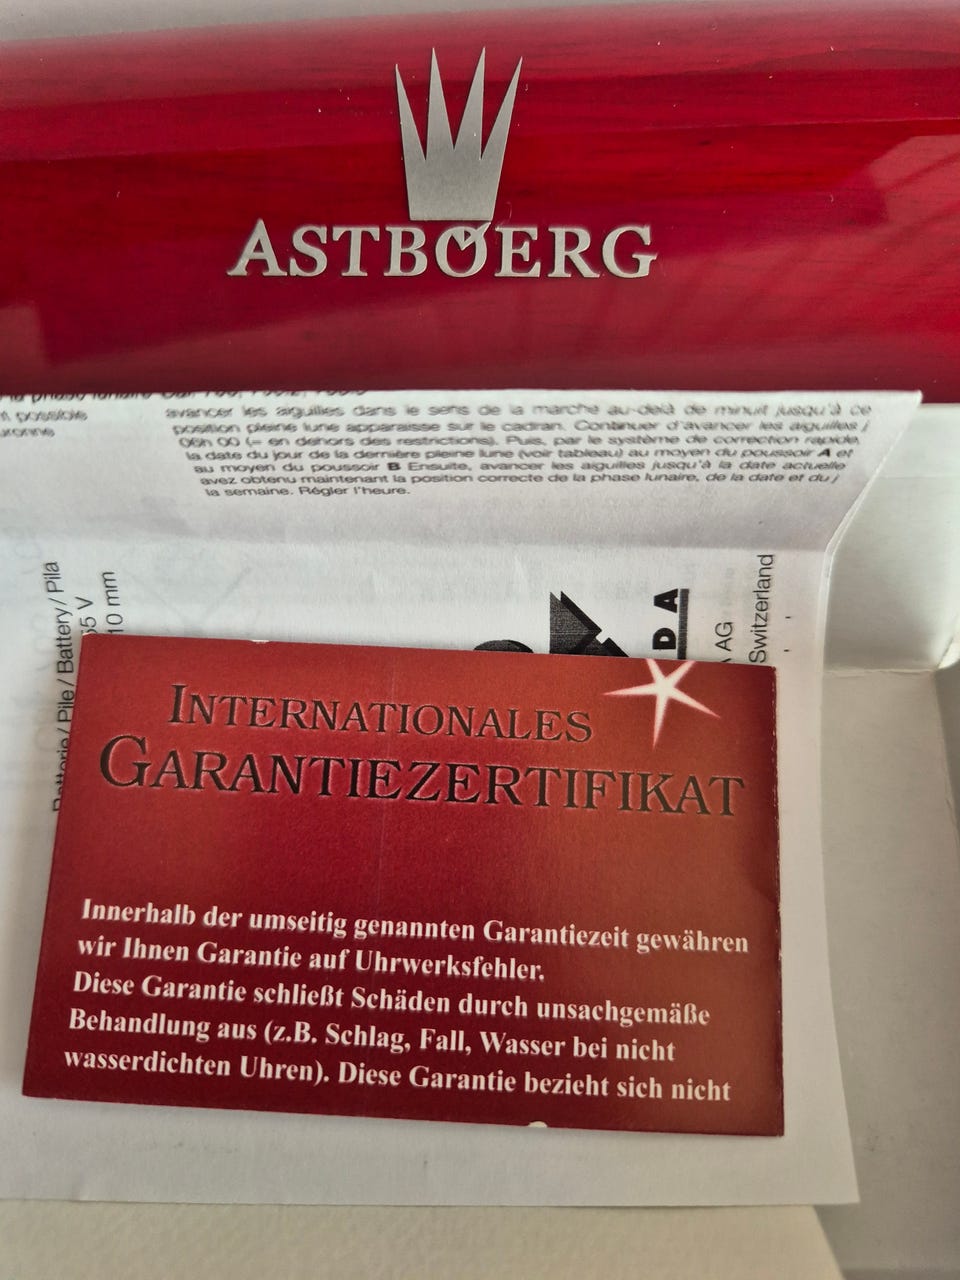 ASTBOERG
possible
avancer les aiguilles dans le sens de la marche au-delà de minuit jusqu'à ce
position pleine lune apparaisse sur le cadran. Continuer d'avancer les aiguilles j
06h 00 (= en dehors des restrictions). Puis, par le système de correction rapide,
la date du jour de la dernière pleine lune (voir tableau) au moyen du poussoir A et
au moyen du poussoir B Ensuite, avancer les aiguilles jusqu'à la date actuelle
avez obtenu maintenant la position correcte de la phase lunaire, de la date et du j
la semaine. Régler l'heure.
Batterie / Pile / Battery / Pila
55 V
10 mm
DA
AG
Switzerland
INTERNATIONALES
GARANTIEZERTIFIKAT
Innerhalb der umseitig genannten Garantiezeit gewähren
wir Ihnen Garantie auf Uhrwerksfehler.
Diese Garantie schließt Schäden durch unsachgemäße
Behandlung aus (z.B. Schlag, Fall, Wasser bei nicht
wasserdichten Uhren). Diese Garantie bezieht sich nicht